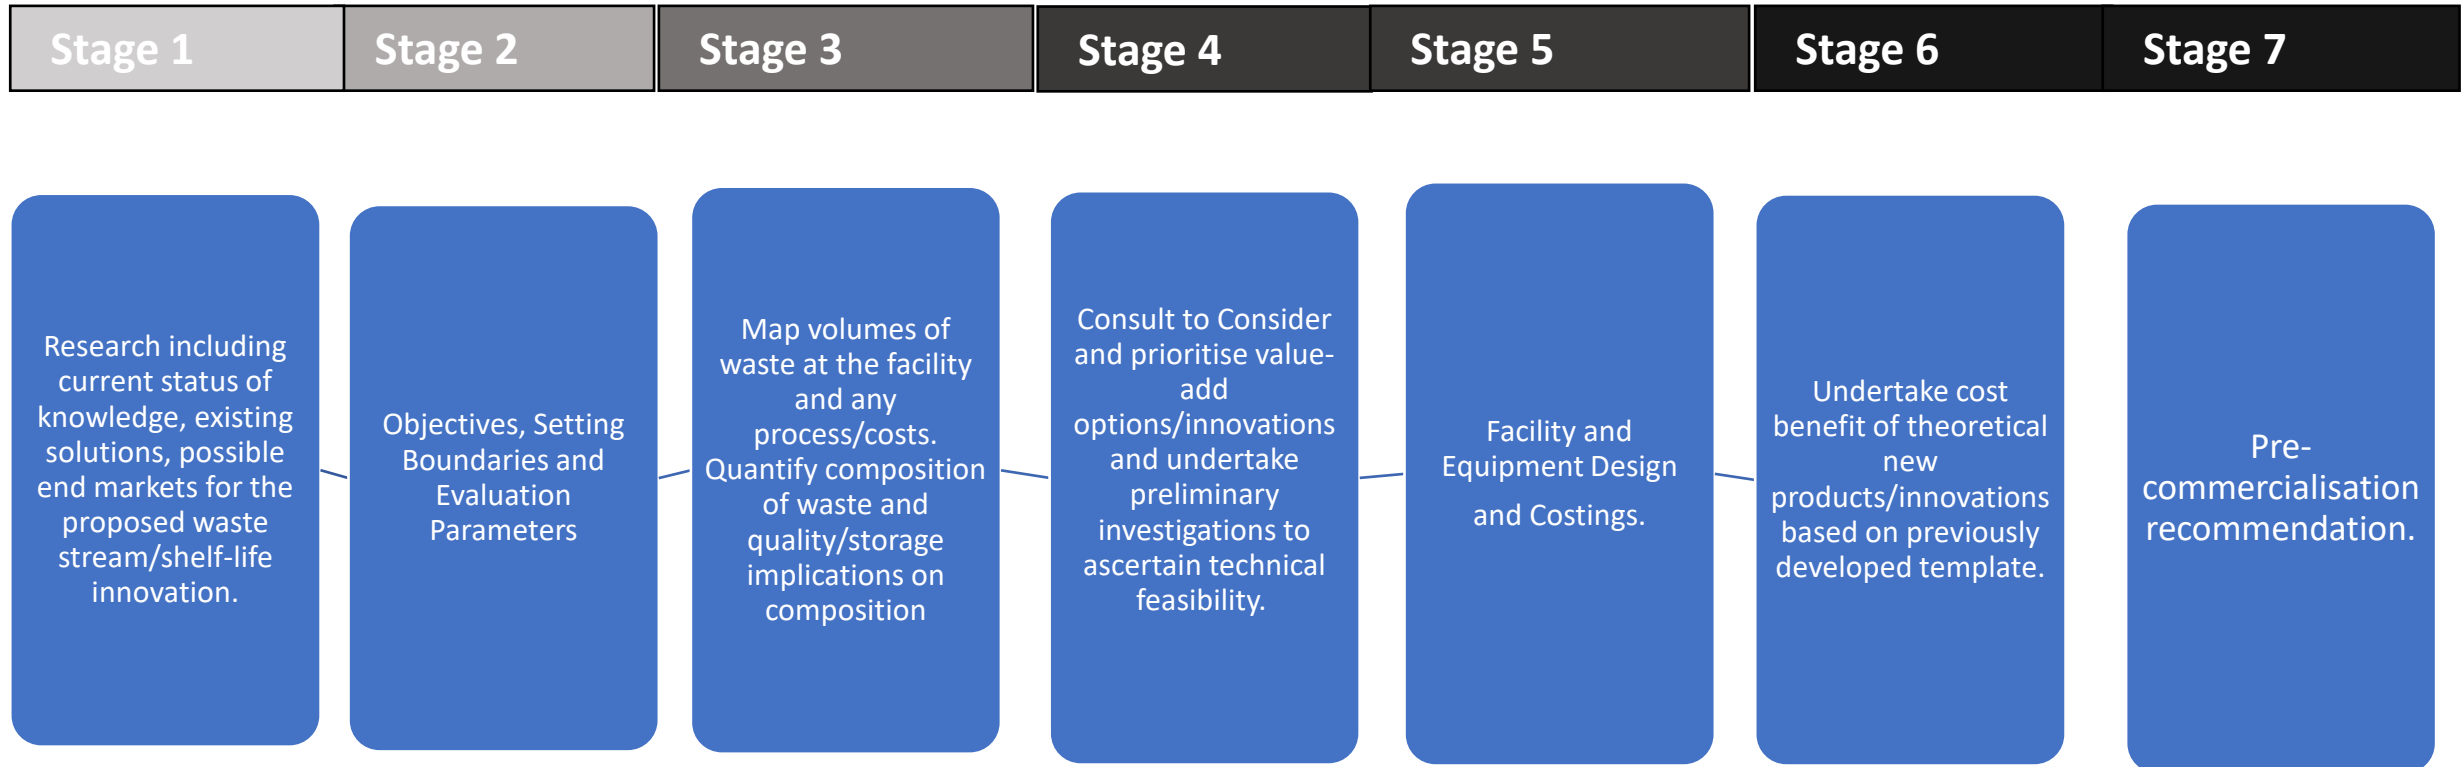 Stage 1
Stage 2
Stage 3
Stage 4
Stage 5
Stage 6
Stage 7
Research including
current status of
knowledge, existing
solutions, possible
end markets for the
proposed waste
stream/shelf-life
innovation.
Objectives, Setting
Boundaries and
Evaluation
Parameters
Map volumes of
waste at the facility
and any
process/costs.
Quantify composition
of waste and
quality/storage
implications on
composition
Consult to Consider
and prioritise value-
add
options/innovations
and undertake
preliminary
investigations to
ascertain technical
feasibility.
Facility and
Equipment Design
and Costings.
Undertake cost
benefit of theoretical
new
products/innovations
based on previously
developed template.
Pre-
commercialisation
recommendation.